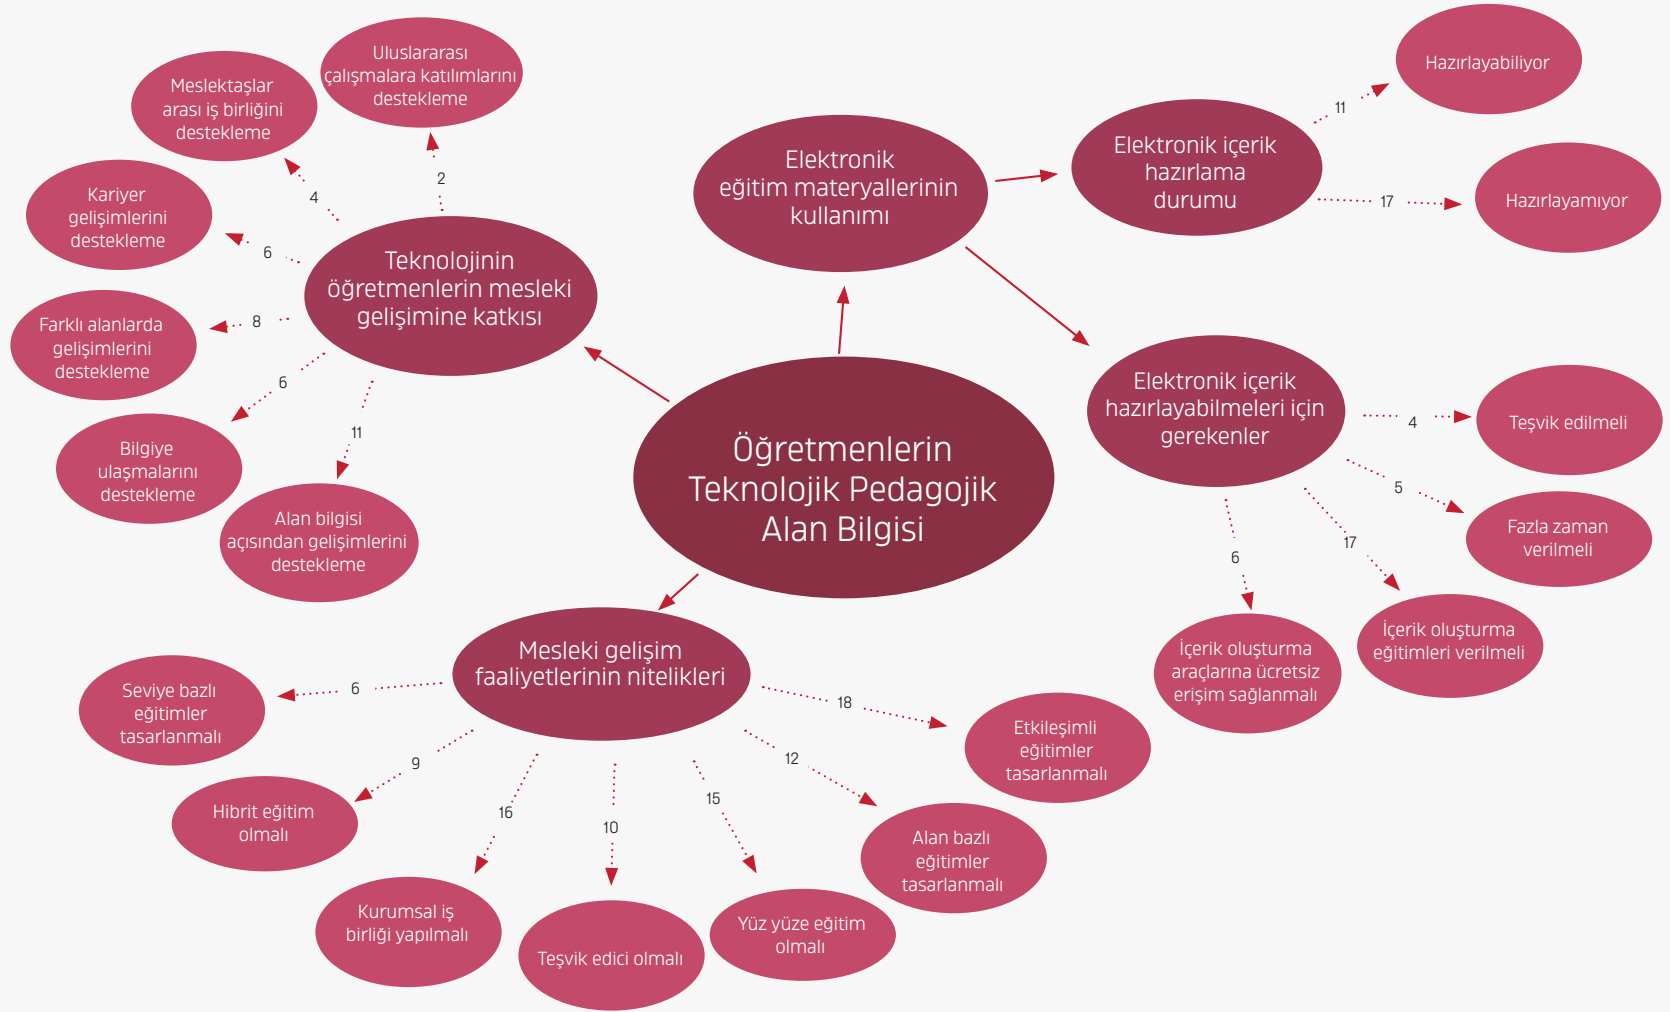 Uluslararası
çalışmalara katılımlarını
destekleme
Meslektaşlar
arası iş birliğini
destekleme
Kariyer
gelişimlerini
destekleme
Farklı alanlarda
gelişimlerini
destekleme
Bilgiye
ulaşmalarını
destekleme
Alan bilgisi
açısından gelişimlerini
destekleme
2
4
6
8
6
11
Teknolojinin
öğretmenlerin mesleki
gelişimine katkısı
Elektronik
eğitim materyallerinin
kullanımı
Elektronik içerik
hazırlama
durumu
11
Hazırlayabiliyor
17
Hazırlayamıyor
Elektronik içerik
hazırlayabilmeleri için
gerekenler
4
Teşvik edilmeli
5
Fazla zaman
verilmeli
17
İçerik oluşturma
eğitimleri verilmeli
6
İçerik oluşturma
araçlarına ücretsiz
erişim sağlanmalı
Öğretmenlerin
Teknolojik Pedagojik
Alan Bilgisi
Mesleki gelişim
faaliyetlerinin nitelikleri
6
Seviye bazlı
eğitimler
tasarlanmalı
9
Hibrit eğitim
olmalı
16
Kurumsal iş
birliği yapılmalı
10
Teşvik edici olmalı
15
Yüz yüze eğitim
olmalı
12
Alan bazlı
eğitimler
tasarlanmalı
18
Etkileşimli
eğitimler
tasarlanmalı